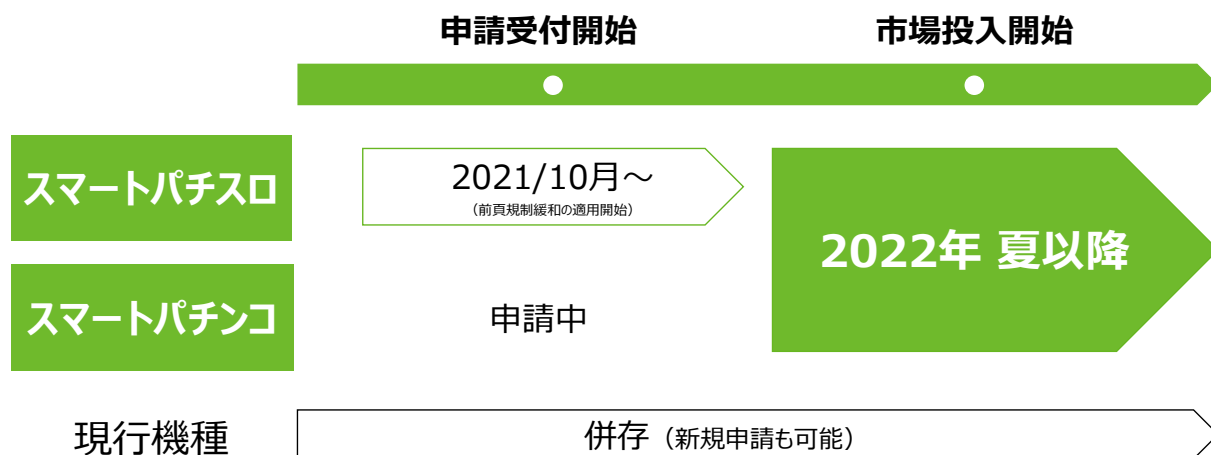 申請受付開始
市場投入開始
スマートパチスロ
2021/10月～
（前頁規制緩和の適用開始）
2022年 夏以降
スマートパチンコ
申請中
現行機種
併存（新規申請も可能）